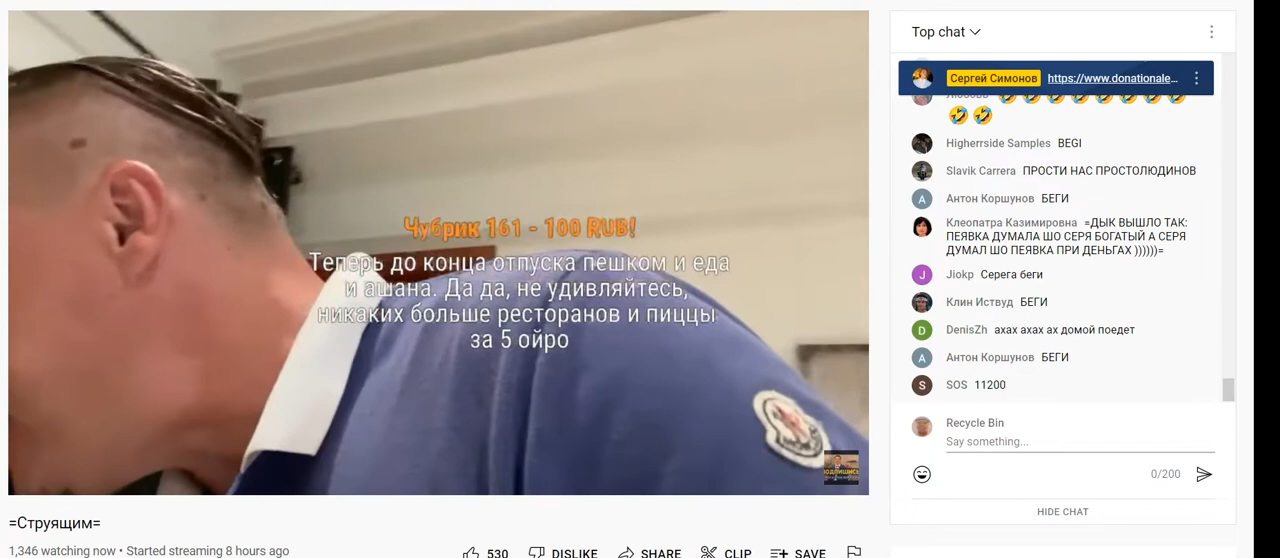 Top chat
Сергей Симонов https://www.donationale...
Higherrside Samples BEGI
Slavik Carrera ПРОСТИ НАС ПРОСТОЛЮДИНОВ
Антон Коршунов БЕГИ
Клеопатра Казимировна =ДЫК ВЫШЛО ТАК:
ПЕЯВКА ДУМАЛА ШО СЕРЯ БОГАТЫЙ А СЕРЯ
ДУМАЛ ШО ПЕЯВКА ПРИ ДЕНЬГАХ ))))))=
J Jiokp Серега беги
Клин Иствуд БЕГИ
D DenisZh ахах ахах ах домой поедет
А Антон Коршунов БЕГИ
S SOS 11200
Recycle Bin
Say something...
0/200
HIDE CHAT
Чубрик 161 - 100 RUB!
Теперь до конца отпуска пешком и еда
и ашана. Да да, не удивляйтесь,
никаких больше ресторанов и пиццы
за 5 ойро
=Струящим=
1,346 watching now • Started streaming 8 hours ago
530 DISLIKE SHARE CLIP SAVE